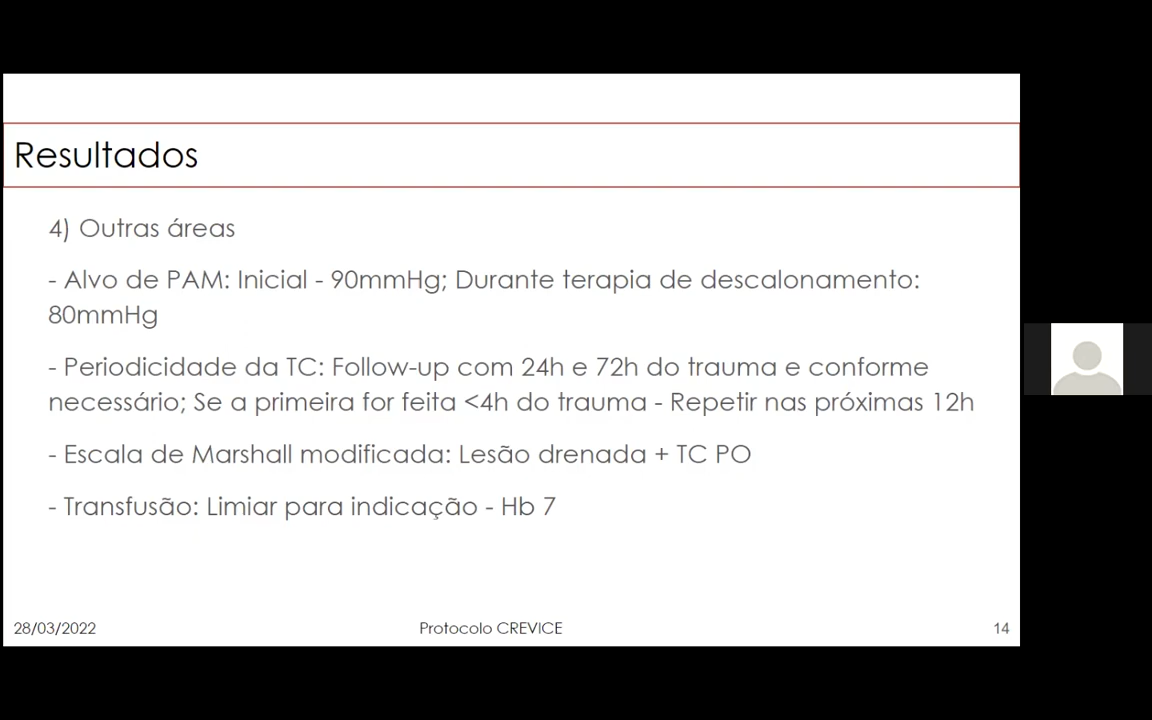 Resultados
4) Outras áreas
- Alvo de PAM: Inicial - 90mmHg; Durante terapia de descalonamento:
80mmHg
- Periodicidade da TC: Follow-up com 24h e 72h do trauma e conforme
necessário; Se a primeira for feita <4h do trauma - Repetir nas próximas 12h
- Escala de Marshall modificada: Lesão drenada + TC PO
- Transfusão: Limiar para indicação - Hb 7
28/03/2022
Protocolo CREVICE
14